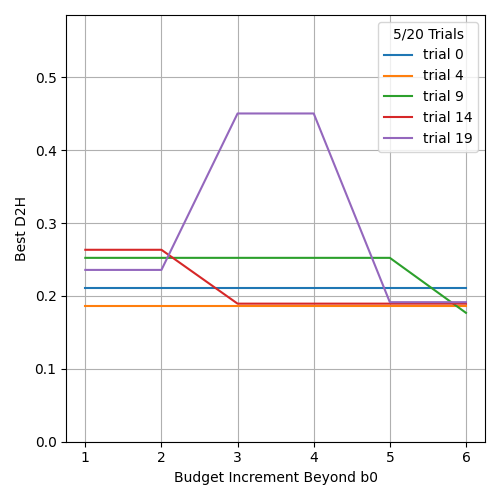 5/20 Trials
trial 0
trial 4
trial 9
trial 14
trial 19
Best D2H
0.5
0.4
0.3
0.2
0.1
0.0
1 2 3 4 5 6
Budget Increment Beyond b0